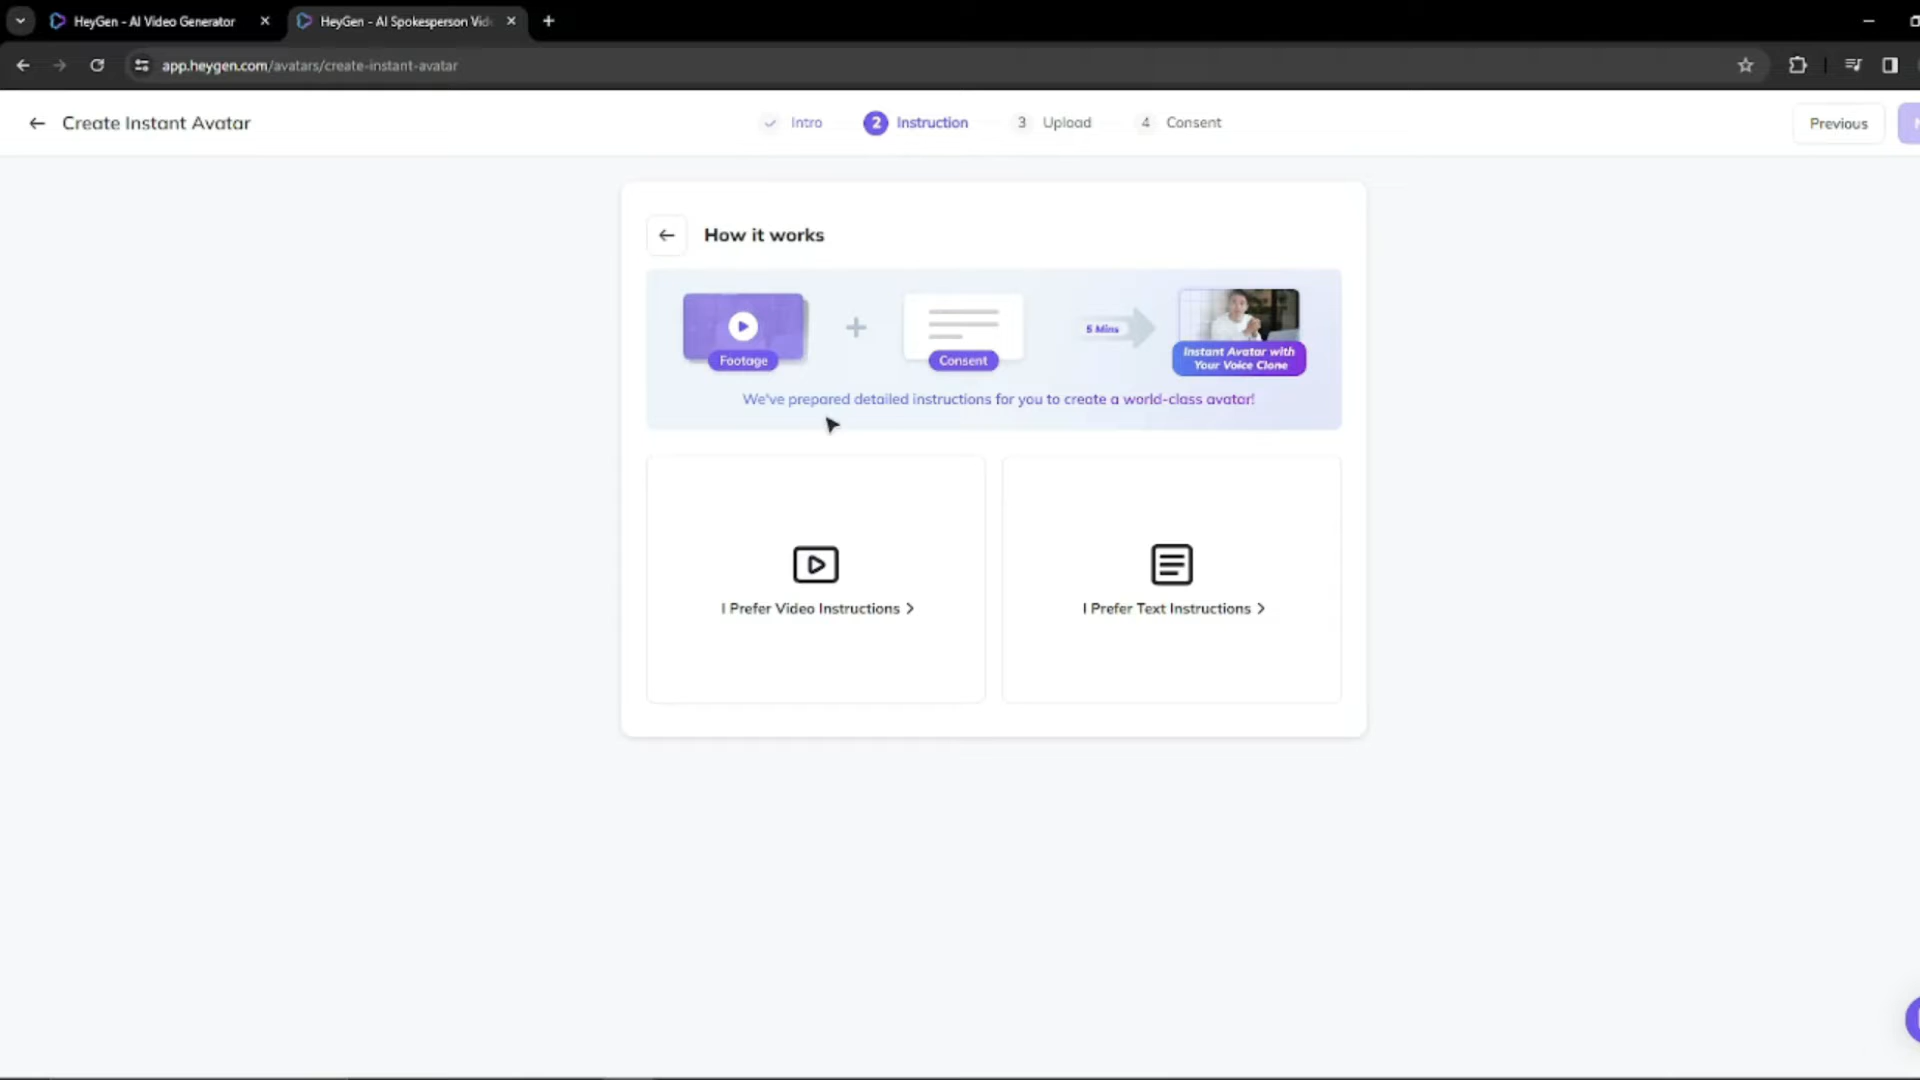 HeyGen - AI Video Generator
HeyGen - AI Spokesperson Vid
app.heygen.com/avatars/create-instant-avatar
Create Instant Avatar
Intro
2 Instruction
3 Upload
4 Consent
Previous
How it works
Footage
Consent
5 Mins
Instant Avatar with
Your Voice Clone
We've prepared detailed instructions for you to create a world-class avatar!
I Prefer Video Instructions
I Prefer Text Instructions